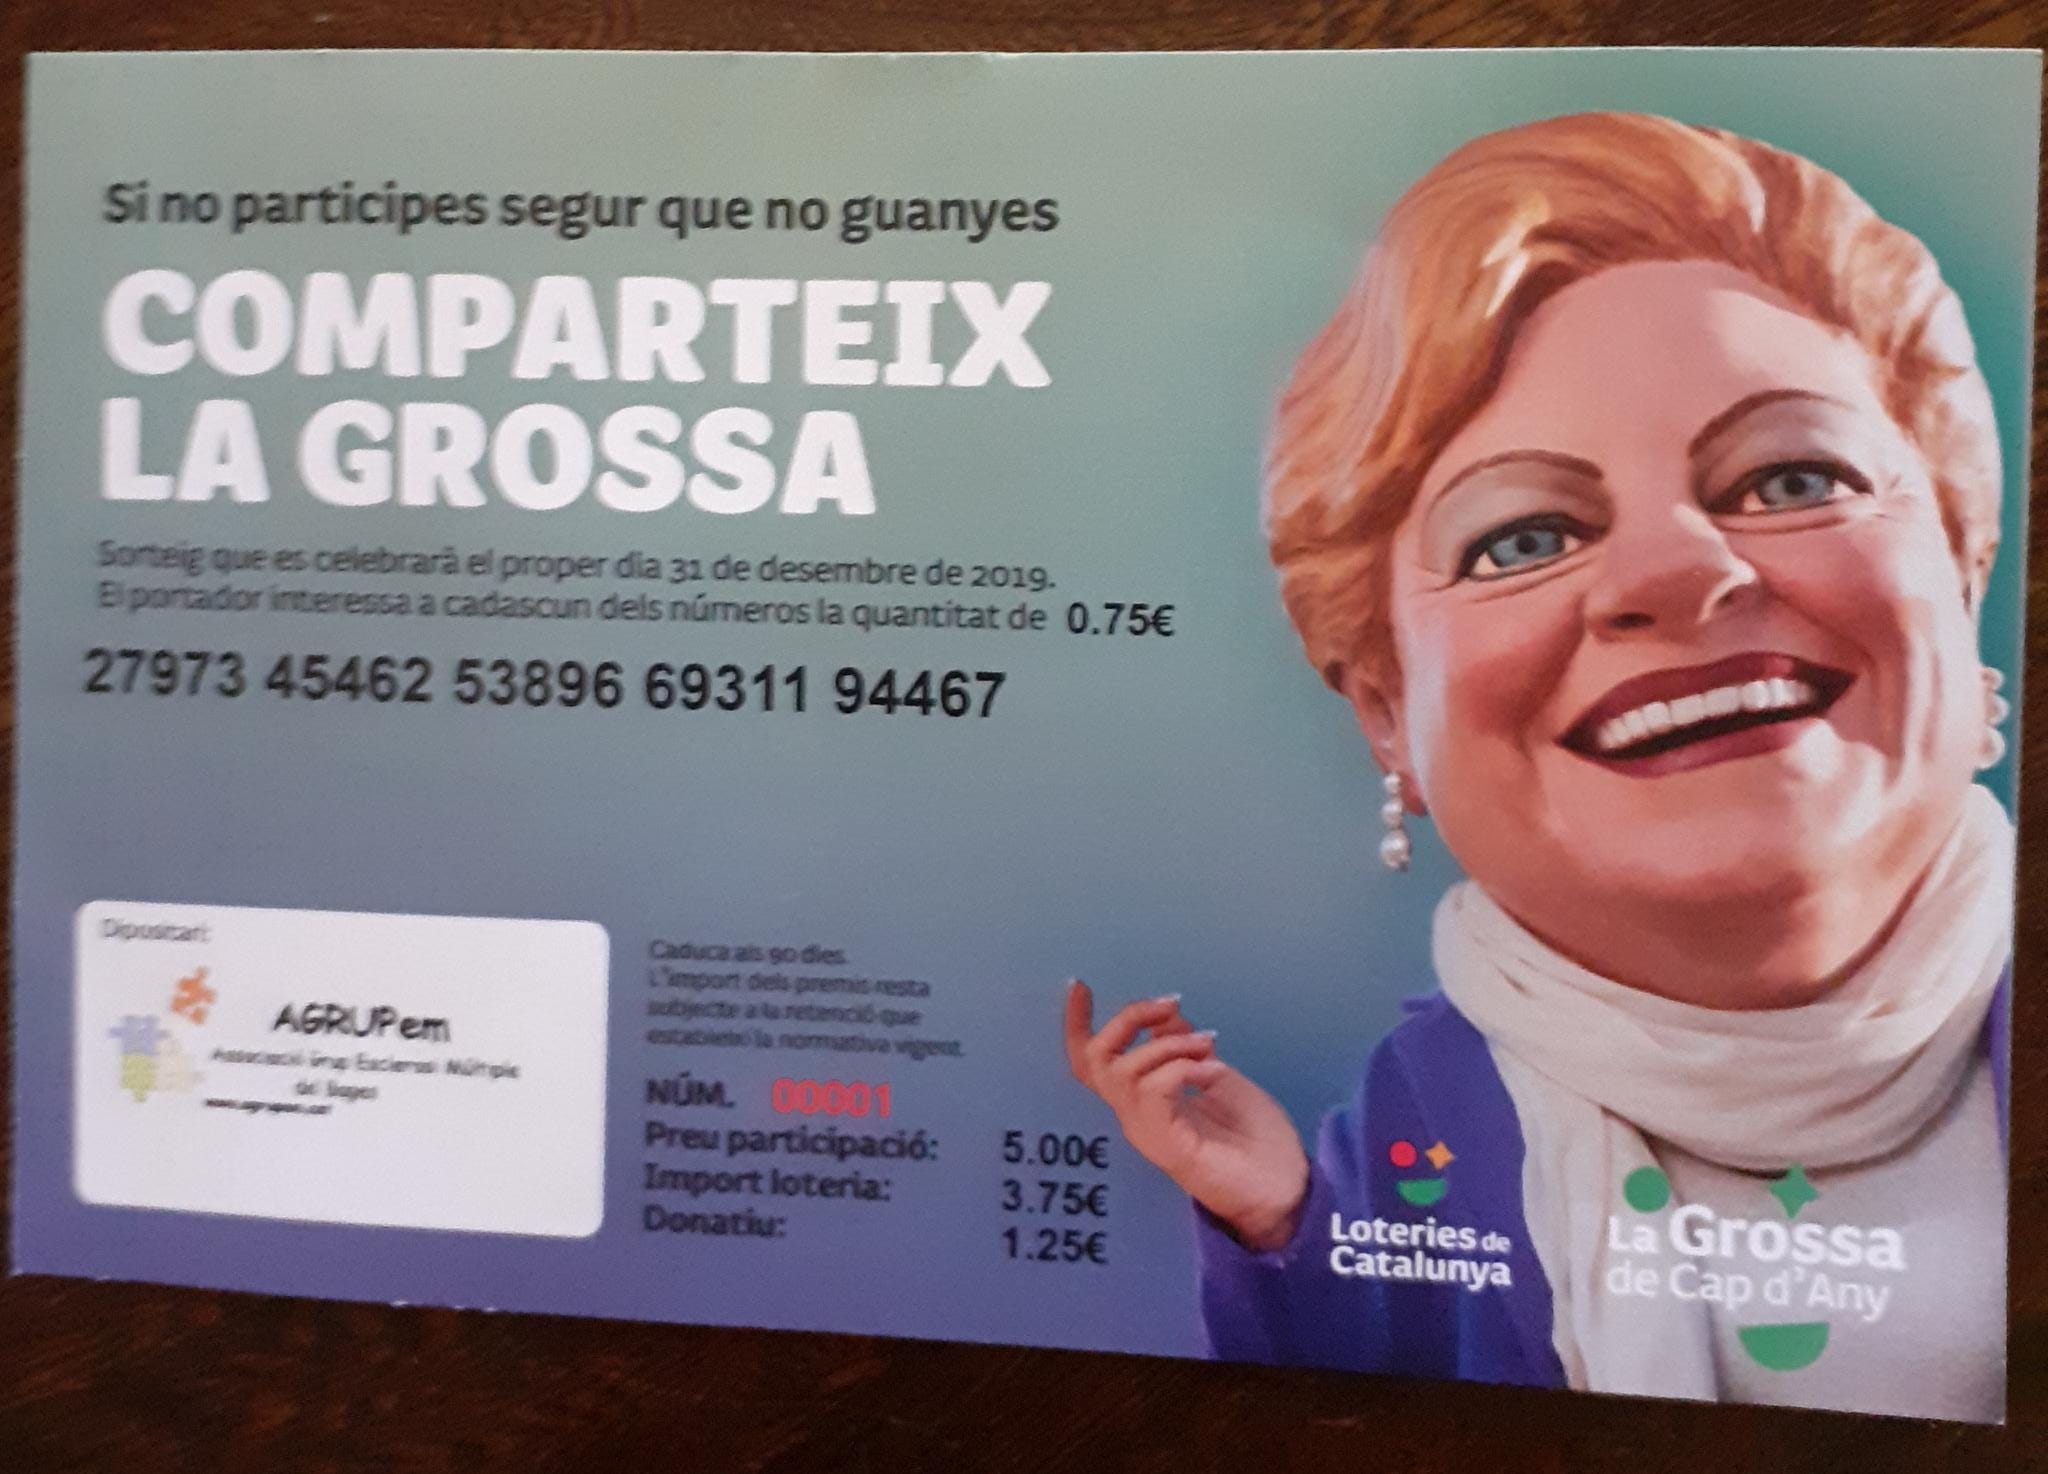 Si no participes segur que no guanyes
COMPARTEIX
LA GROSSA
Sorteig que es celebrarà el proper dia 31 de desembre de 2019.
El portador interessa a cadascun dels números la quantitat de 0.75€
27973 45462 53896 69311 94467
Dipositari:
AGRUPem
Associació Grup Esclerosi Múltiple
del Bages
www.agrupem.cat
Caduca als 90 dies.
L'import dels premis resta
subjecte a la retenció que
estableixi la normativa vigent.
NÚM. 00001
Preu participació: 5.00€
Import loteria: 3.75€
Donatiu: 1.25€
Loteries de
Catalunya
La Grossa
de Cap d'Any